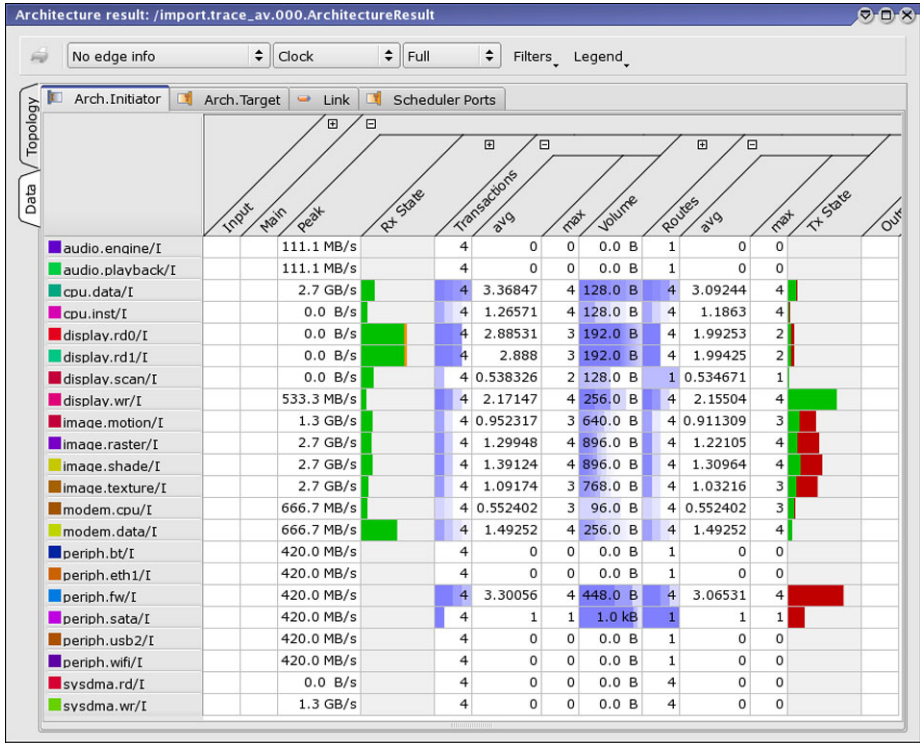 Architecture result: /import.trace_av.000.ArchitectureResult
No edge info Clock Full Filters Legend
Topology
Data
Arch.Initiator Arch.Target Link Scheduler Ports
Input Main Peak Rx State Transactions avg max Volume Routes avg max Tx State Out
audio.engine/I 111.1 MB/s 4 0 0 0.0 B 1 0 0
audio.playback/I 111.1 MB/s 4 0 0 0.0 B 1 0 0
cpu.data/I 2.7 GB/s 4 3.36847 4 128.0 B 4 3.09244 4
cpu.inst/I 0.0 B/s 4 1.26571 4 128.0 B 4 1.1863 4
display.rd0/I 0.0 B/s 4 2.88531 3 192.0 B 4 1.99253 2
display.rd1/I 0.0 B/s 4 2.888 3 192.0 B 4 1.99425 2
display.scan/I 0.0 B/s 4 0.538326 2 128.0 B 1 0.534671 1
display.wr/I 533.3 MB/s 4 2.17147 4 256.0 B 4 2.15504 4
image.motion/I 1.3 GB/s 4 0.952317 3 640.0 B 4 0.911309 3
image.raster/I 2.7 GB/s 4 1.29948 4 896.0 B 4 1.22105 4
image.shade/I 2.7 GB/s 4 1.39124 4 896.0 B 4 1.30964 4
image.texture/I 2.7 GB/s 4 1.09174 3 768.0 B 4 1.03216 3
modem.cpu/I 666.7 MB/s 4 0.552402 3 96.0 B 4 0.552402 3
modem.data/I 666.7 MB/s 4 1.49252 4 256.0 B 4 1.49252 4
periph.bt/I 420.0 MB/s 4 0 0 0.0 B 1 0 0
periph.eth1/I 420.0 MB/s 4 0 0 0.0 B 1 0 0
periph.fw/I 420.0 MB/s 4 3.30056 4 448.0 B 4 3.06531 4
periph.sata/I 420.0 MB/s 4 1 1 1.0 kB 1 1 1
periph.usb2/I 420.0 MB/s 4 0 0 0.0 B 1 0 0
periph.wifi/I 420.0 MB/s 4 0 0 0.0 B 1 0 0
sysdma.rd/I 0.0 B/s 4 0 0 0.0 B 4 0 0
sysdma.wr/I 1.3 GB/s 4 0 0 0.0 B 4 0 0